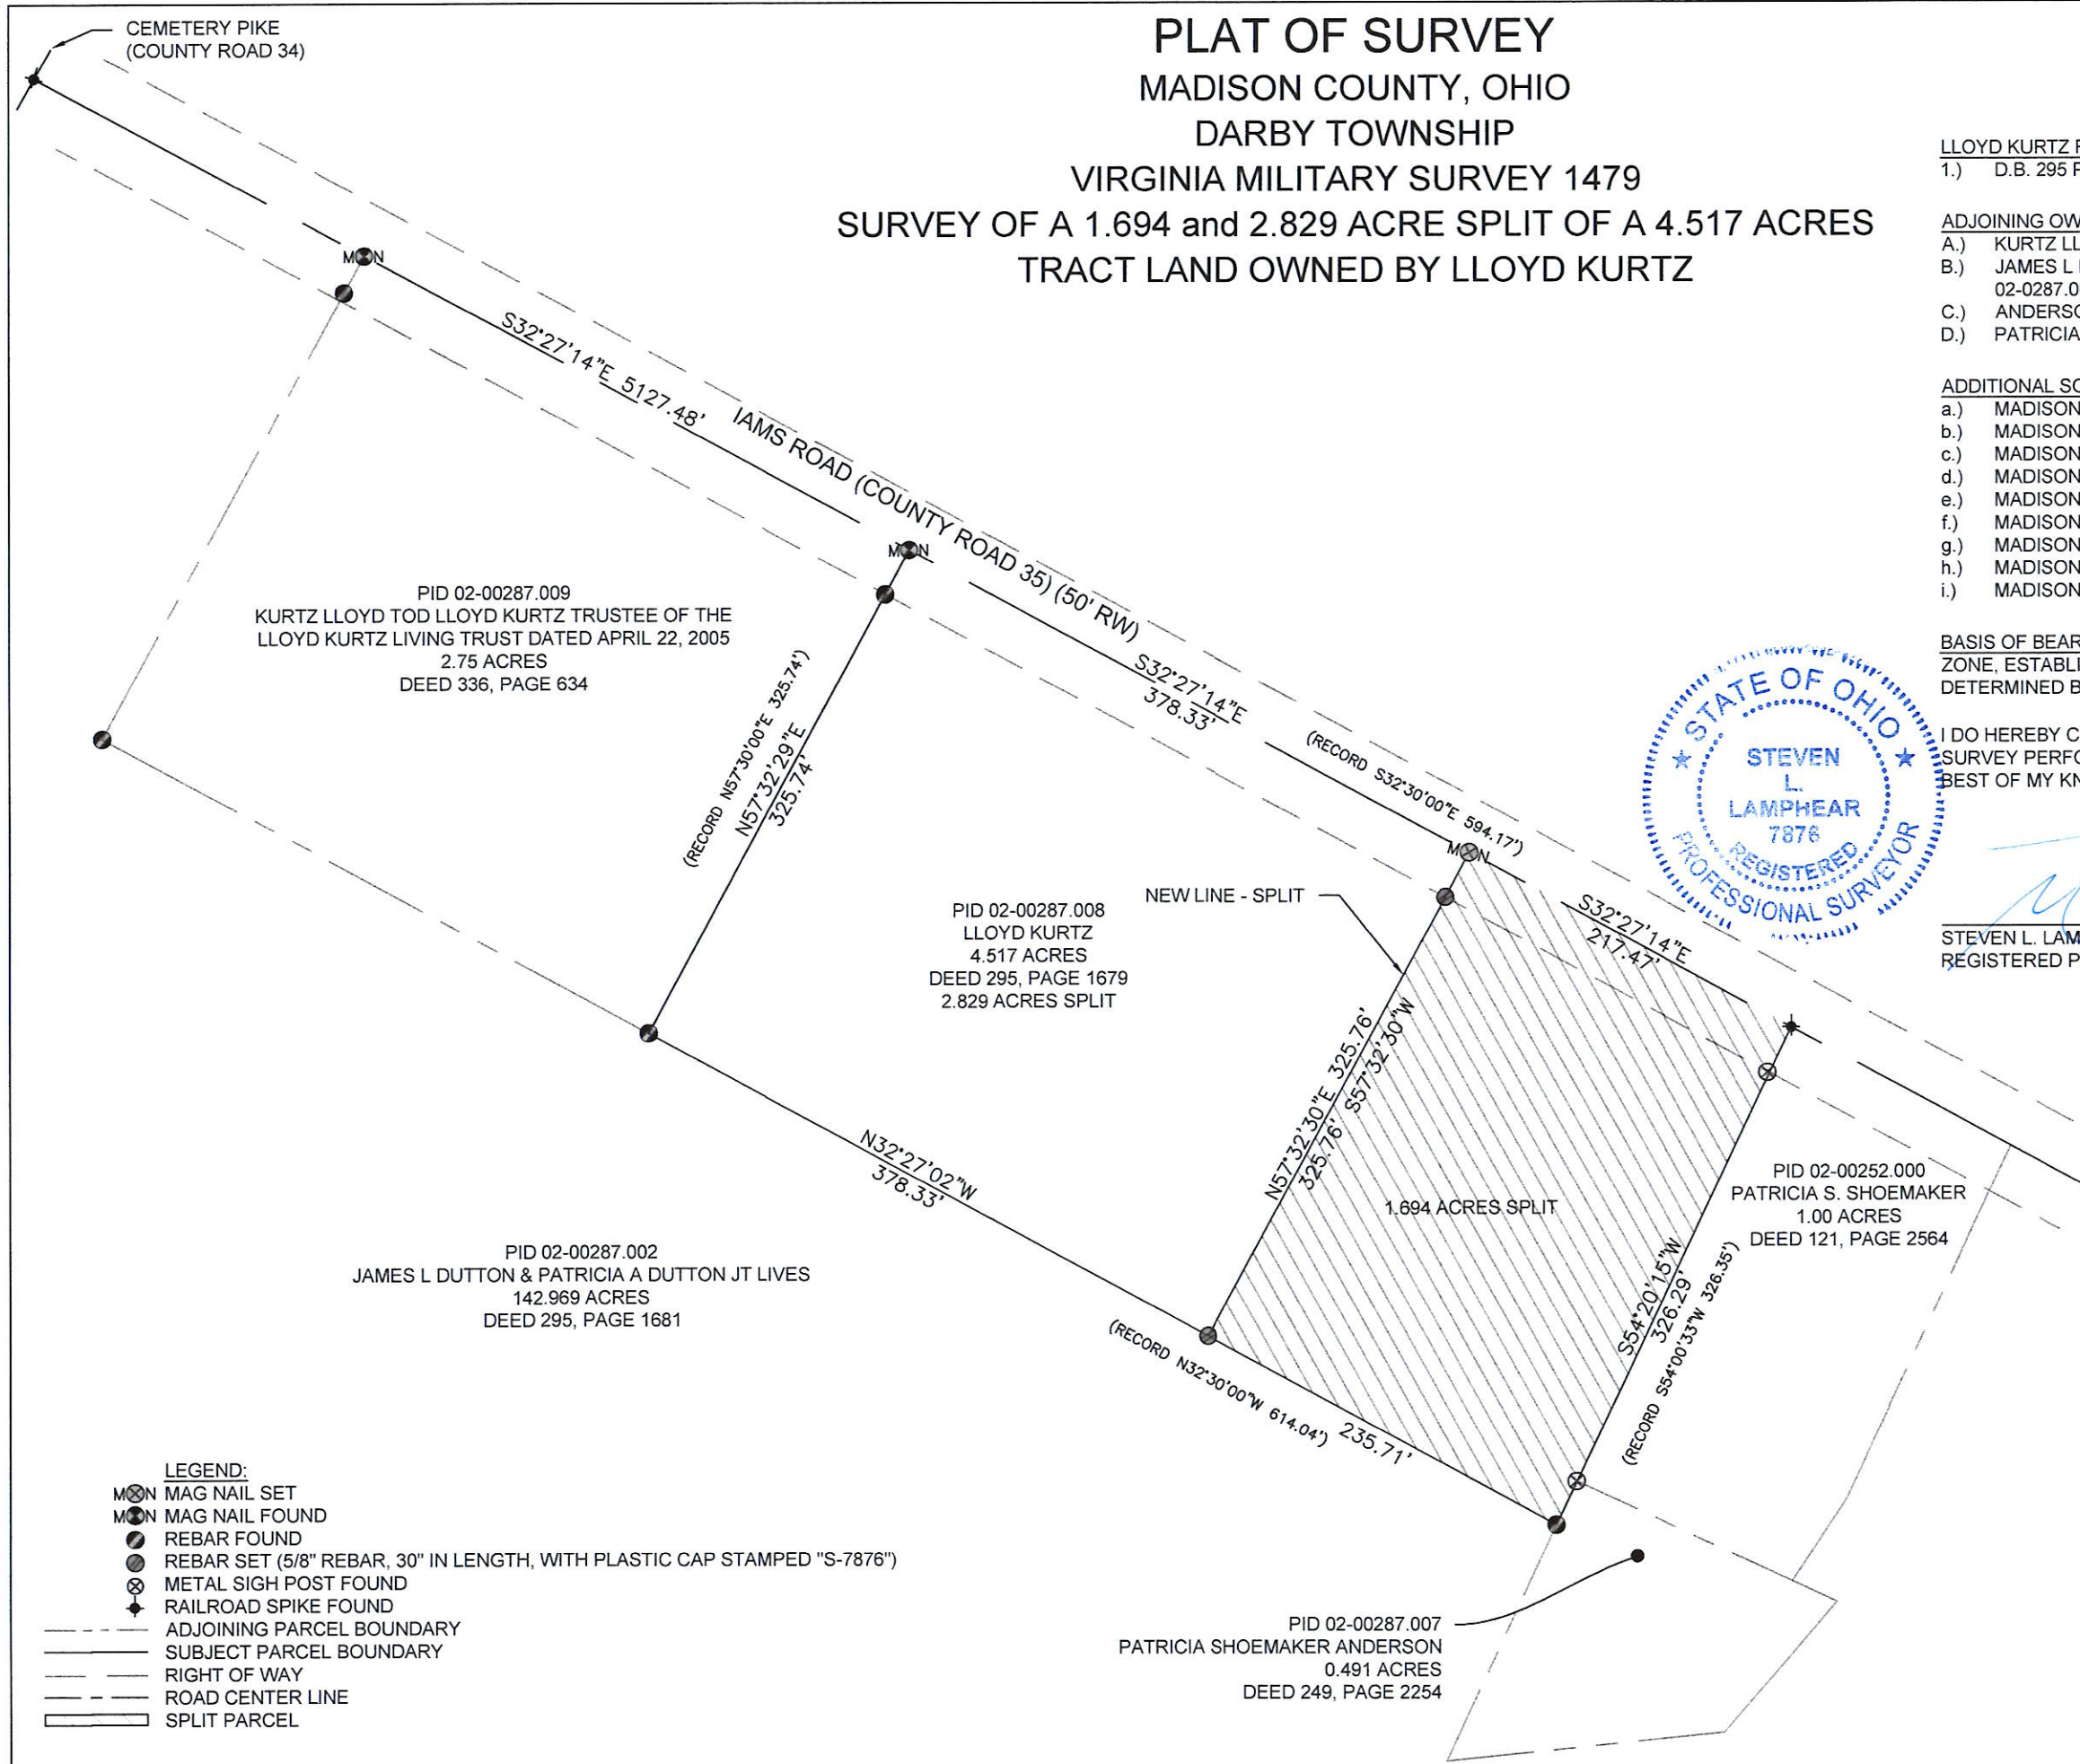 CEMETERY PIKE
(COUNTY ROAD 34)
PLAT OF SURVEY
MADISON COUNTY, OHIO
DARBY TOWNSHIP
VIRGINIA MILITARY SURVEY 1479
SURVEY OF A 1.694 and 2.829 ACRE SPLIT OF A 4.517 ACRES
TRACT LAND OWNED BY LLOYD KURTZ
LLOYD KURTZ
1.) D.B. 295
ADJOINING
A.) KURTZ
B.) JAMES L
02-0287.0
C.)
D.) PATRICIA
ADDITIONAL
a.) MADISON
b.) MADISON
c.) MADISON
d.) MADISON
e.) MADISON
f.) MADISON
g.) MADISON
h.) MADISON
i.) MADISON
BASIS OF
ZONE,
DETERMINED
I DO HEREBY
SURVEY
BEST OF MY
STATE OF OHIO
STEVEN
L.
LAMPHEAR
7876
REGISTERED
PROFESSIONAL SURVEYOR
STEVEN L.
REGISTERED
M N
S32°27'14"E 5127.48'
IAMS ROAD (COUNTY ROAD 35) (50' RW)
M N
PID 02-00287.009
KURTZ LLOYD TOD LLOYD KURTZ TRUSTEE OF THE
LLOYD KURTZ LIVING TRUST DATED APRIL 22, 2005
2.75 ACRES
DEED 336, PAGE 634
(RECORD N57°30'00"E 325.74')
N57°32'29"E
325.74'
S32°27'14"E
378.33'
(RECORD S32°30'00"E 594.17')
M N
NEW LINE - SPLIT
PID 02-00287.008
LLOYD KURTZ
4.517 ACRES
DEED 295, PAGE 1679
2.829 ACRES SPLIT
S32°27'14"E
217.47'
N57°32'30"E 325.76'
325.76' S57°32'30"W
1.694 ACRES SPLIT
PID 02-00252.000
PATRICIA S. SHOEMAKER
1.00 ACRES
DEED 121, PAGE 2564
S54°20'15"W
326.29'
(RECORD S54°00'33"W 326.35')
N32°27'02"W
378.33'
PID 02-00287.002
JAMES L DUTTON & PATRICIA A DUTTON JT LIVES
142.969 ACRES
DEED 295, PAGE 1681
(RECORD N32°30'00"W 614.04')
235.71'
LEGEND:
M N MAG NAIL SET
M N MAG NAIL FOUND
REBAR FOUND
REBAR SET (5/8" REBAR, 30" IN LENGTH, WITH PLASTIC CAP STAMPED "S-7876")
METAL SIGH POST FOUND
RAILROAD SPIKE FOUND
ADJOINING PARCEL BOUNDARY
SUBJECT PARCEL BOUNDARY
RIGHT OF WAY
ROAD CENTER LINE
SPLIT PARCEL
PID 02-00287.007
PATRICIA SHOEMAKER ANDERSON
0.491 ACRES
DEED 249, PAGE 2254